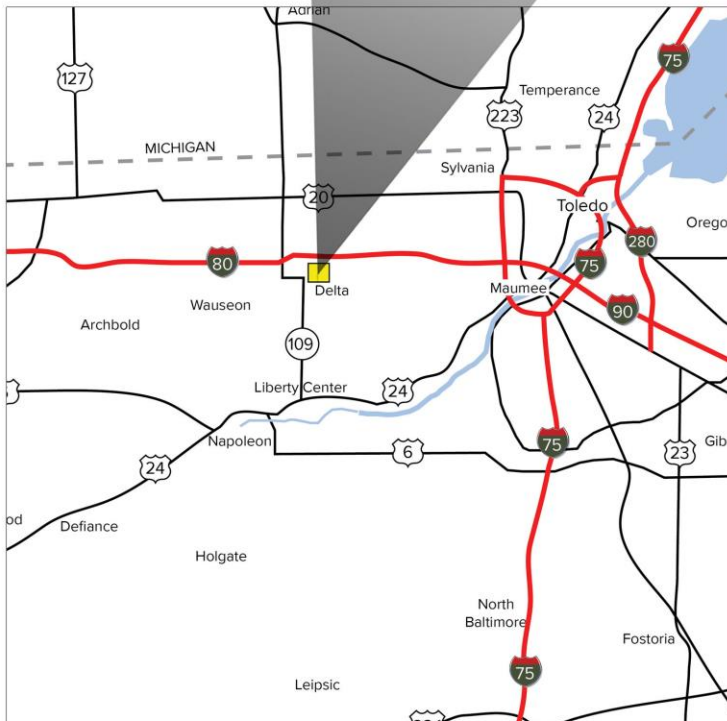 Adrian
75
127
Temperance
223
24
MICHIGAN
Sylvania
20
Toledo
Orego
280
80
75
Maumee
Delta
Wauseon
90
Archbold
109
Liberty Center
24
Napoleon
75
Gib
6
23
24
od
Defiance
Holgate
North
Baltimore
Fostoria
75
Leipsic